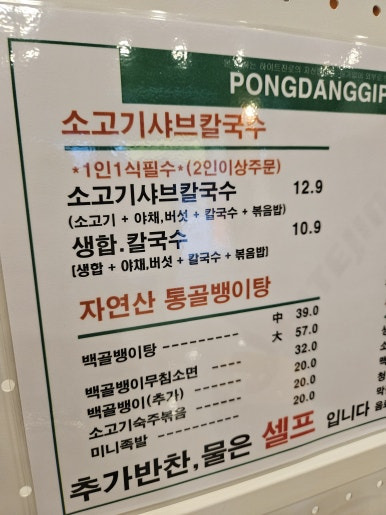 PONGDANGGIP
소고기샤브칼국수
*1인1식필수*(2인이상주문)
소고기샤브칼국수 12.9
(소고기 + 야채,버섯 + 칼국수 + 볶음밥)
생합.칼국수 10.9
[생합 + 야채,버섯 + 칼국수 + 볶음밥]
자연산 통골뱅이탕
백골뱅이탕 ---------- 中 39.0
大 57.0
백골뱅이무침소면 ---- 32.0
백골뱅이(추가) ------ 20.0
소고기숙주볶음 ------ 20.0
미니족발 ----------- 20.0
추가반찬,물은 셀프 입니다